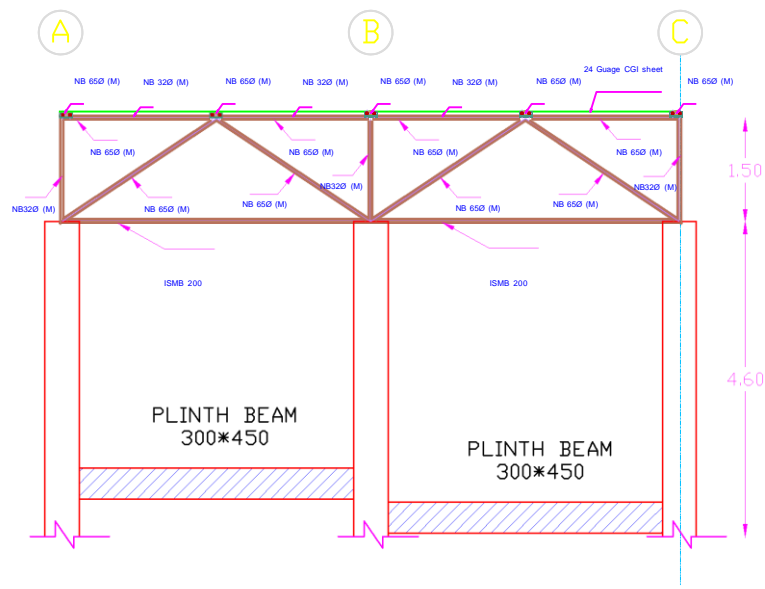 A B C
24 Guage CGI sheet
NB 65Ø (M) NB 32Ø (M) NB 65Ø (M) NB 32Ø (M) NB 65Ø (M) NB 32Ø (M) NB 65Ø (M) NB 65Ø (M)
NB 65Ø (M) NB 65Ø (M) NB 65Ø (M) NB 65Ø (M)
1.50
NB32Ø (M) NB32Ø (M)
NB 65Ø (M) NB 65Ø (M) NB 65Ø (M) NB 65Ø (M)
NB32Ø (M)
ISMB 200 ISMB 200
4.60
PLINTH BEAM
300*450
PLINTH BEAM
300*450